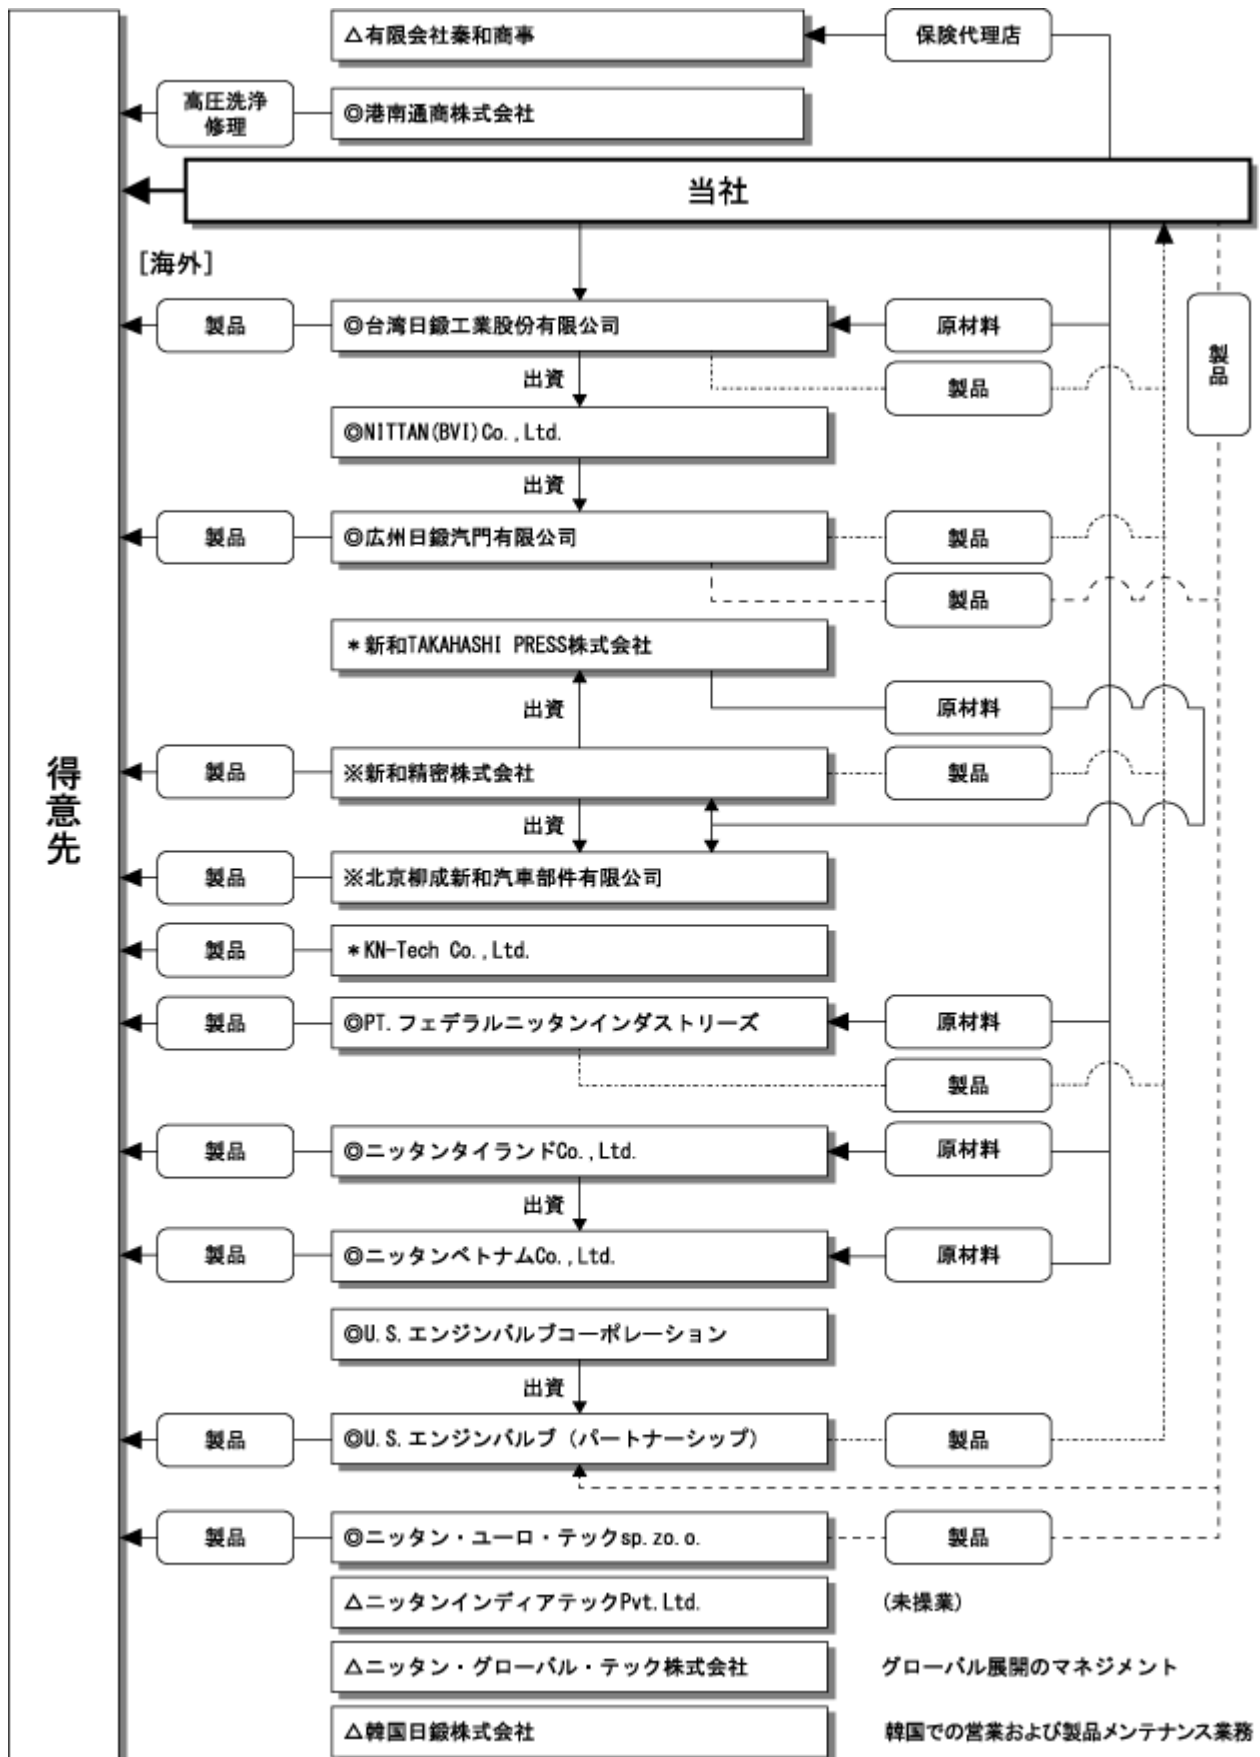 △有限会社秦和商事
保険代理店
高圧洗浄
修理
◎港南通商株式会社
当社
[海外]
製品
◎台湾日鍛工業股份有限公司
原材料
製品
製品
出資
◎NITTAN(BVI)Co.,Ltd.
出資
製品
◎広州日鍛汽門有限公司
製品
製品
＊新和TAKAHASHI PRESS株式会社
原材料
出資
得意先
製品
※新和精密株式会社
製品
出資
製品
※北京柳成新和汽車部件有限公司
製品
＊KN-Tech Co.,Ltd.
製品
◎PT.フェデラルニッタンインダストリーズ
原材料
製品
製品
◎ニッタンタイランドCo.,Ltd.
原材料
出資
製品
◎ニッタンベトナムCo.,Ltd.
原材料
◎U.S.エンジンバルブコーポレーション
出資
製品
◎U.S.エンジンバルブ（パートナーシップ）
製品
製品
◎ニッタン・ユーロ・テックsp.zo.o.
製品
△ニッタンインディアテックPvt.Ltd.
(未操業)
△ニッタン・グローバル・テック株式会社
グローバル展開のマネジメント
△韓国日鍛株式会社
韓国での営業および製品メンテナンス業務